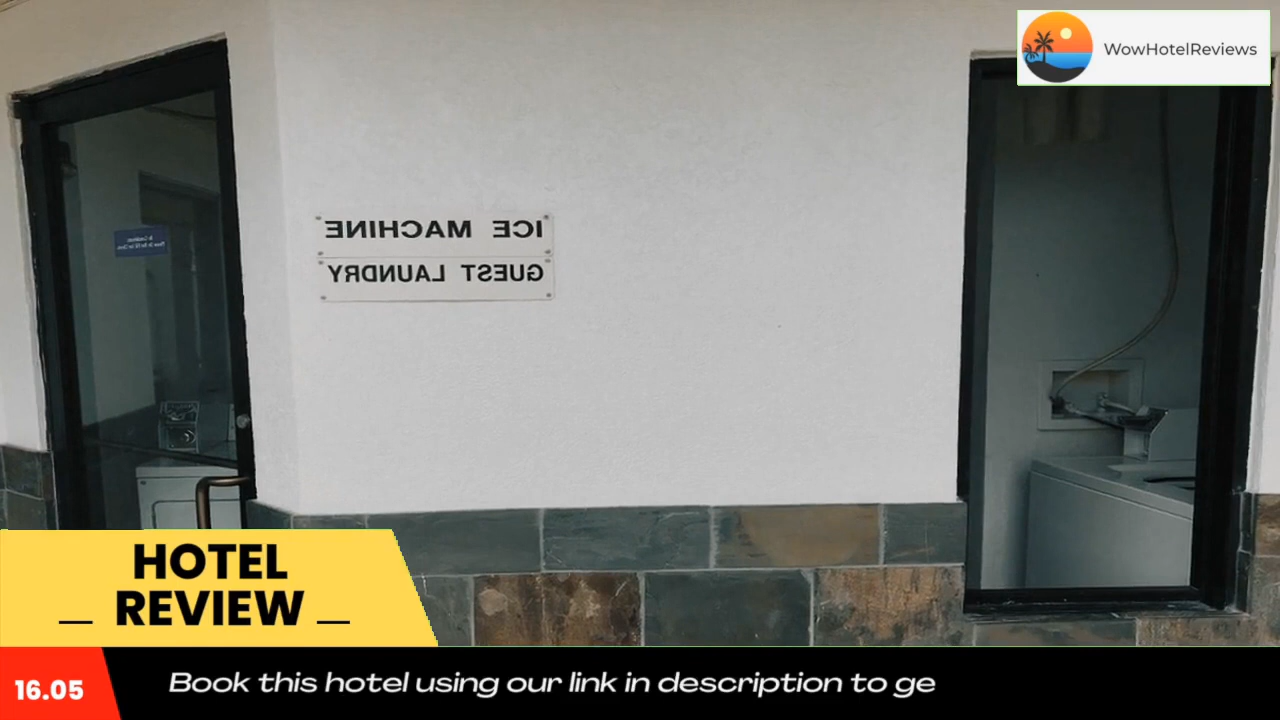 WowHotelReviews
ICE MACHINE
GUEST LAUNDRY
HOTEL
REVIEW
16.05
Book this hotel using our link in description to ge